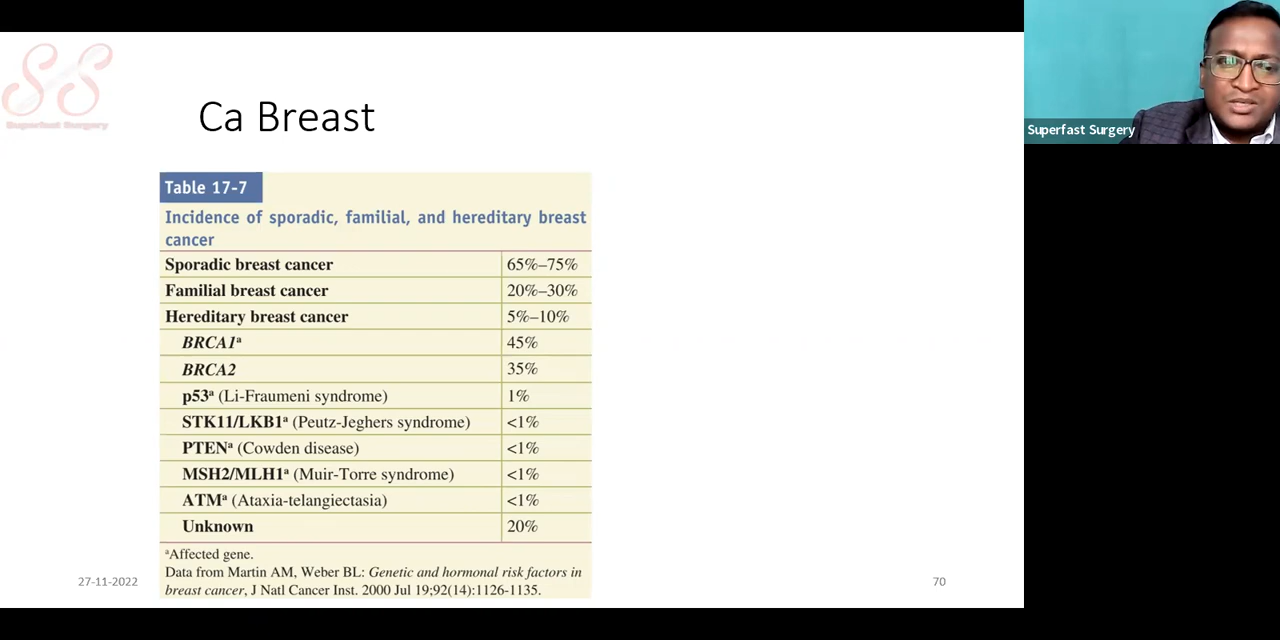 SS
Superfast Surgery
Ca Breast
Superfast Surgery
Table 17-7
Incidence of sporadic, familial, and hereditary breast
cancer
Sporadic breast cancer 65%–75%
Familial breast cancer 20%–30%
Hereditary breast cancer 5%–10%
BRCA1ᵃ 45%
BRCA2 35%
p53ᵃ (Li-Fraumeni syndrome) 1%
STK11/LKB1ᵃ (Peutz-Jeghers syndrome) <1%
PTENᵃ (Cowden disease) <1%
MSH2/MLH1ᵃ (Muir-Torre syndrome) <1%
ATMᵃ (Ataxia-telangiectasia) <1%
Unknown 20%
ᵃAffected gene.
Data from Martin AM, Weber BL: Genetic and hormonal risk factors in
breast cancer, J Natl Cancer Inst. 2000 Jul 19;92(14):1126-1135.
27-11-2022
70